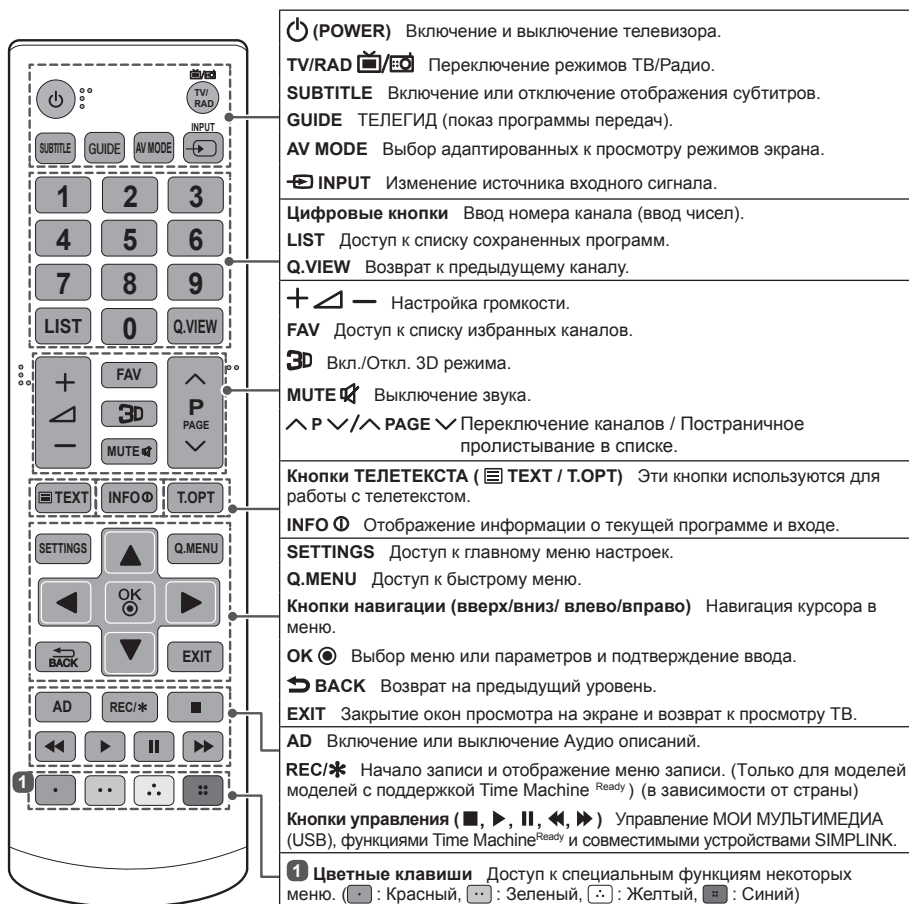 TV/
RAD
INPUT
SUBTITLE GUIDE AV MODE
1 2 3
4 5 6
7 8 9
LIST 0 Q.VIEW
+ FAV
P
3D PAGE
— MUTE
TEXT INFO T.OPT
SETTINGS Q.MENU
OK
BACK EXIT
AD REC/✱ ■
◀◀ ▶ II ▶▶
1
(POWER) Включение и выключение телевизора.
TV/RAD / Переключение режимов ТВ/Радио.
SUBTITLE Включение или отключение отображения субтитров.
GUIDE ТЕЛЕГИД (показ программы передач).
AV MODE Выбор адаптированных к просмотру режимов экрана.
INPUT Изменение источника входного сигнала.
Цифровые кнопки Ввод номера канала (ввод чисел).
LIST Доступ к списку сохраненных программ.
Q.VIEW Возврат к предыдущему каналу.
+ — Настройка громкости.
FAV Доступ к списку избранных каналов.
3D Вкл./Откл. 3D режима.
MUTE Выключение звука.
P / PAGE Переключение каналов / Постраничное
пролистывание в списке.
Кнопки ТЕЛЕТЕКСТА ( TEXT / T.OPT) Эти кнопки используются для
работы с телетекстом.
INFO Отображение информации о текущей программе и входе.
SETTINGS Доступ к главному меню настроек.
Q.MENU Доступ к быстрому меню.
Кнопки навигации (вверх/вниз/ влево/вправо) Навигация курсора в
меню.
OK Выбор меню или параметров и подтверждение ввода.
BACK Возврат на предыдущий уровень.
EXIT Закрытие окон просмотра на экране и возврат к просмотру ТВ.
AD Включение или выключение Аудио описаний.
REC/✱ Начало записи и отображение меню записи. (Только для моделей
моделей с поддержкой Time Machine Ready ) (в зависимости от страны)
Кнопки управления ( ■, ▶, II, ◀◀, ▶▶ ) Управление МОИ МУЛЬТИМЕДИА
(USB), функциями Time MachineReady и совместимыми устройствами SIMPLINK.
1 Цветные клавиши Доступ к специальным функциям некоторых
меню. ( : Красный, : Зеленый, : Желтый, : Синий)